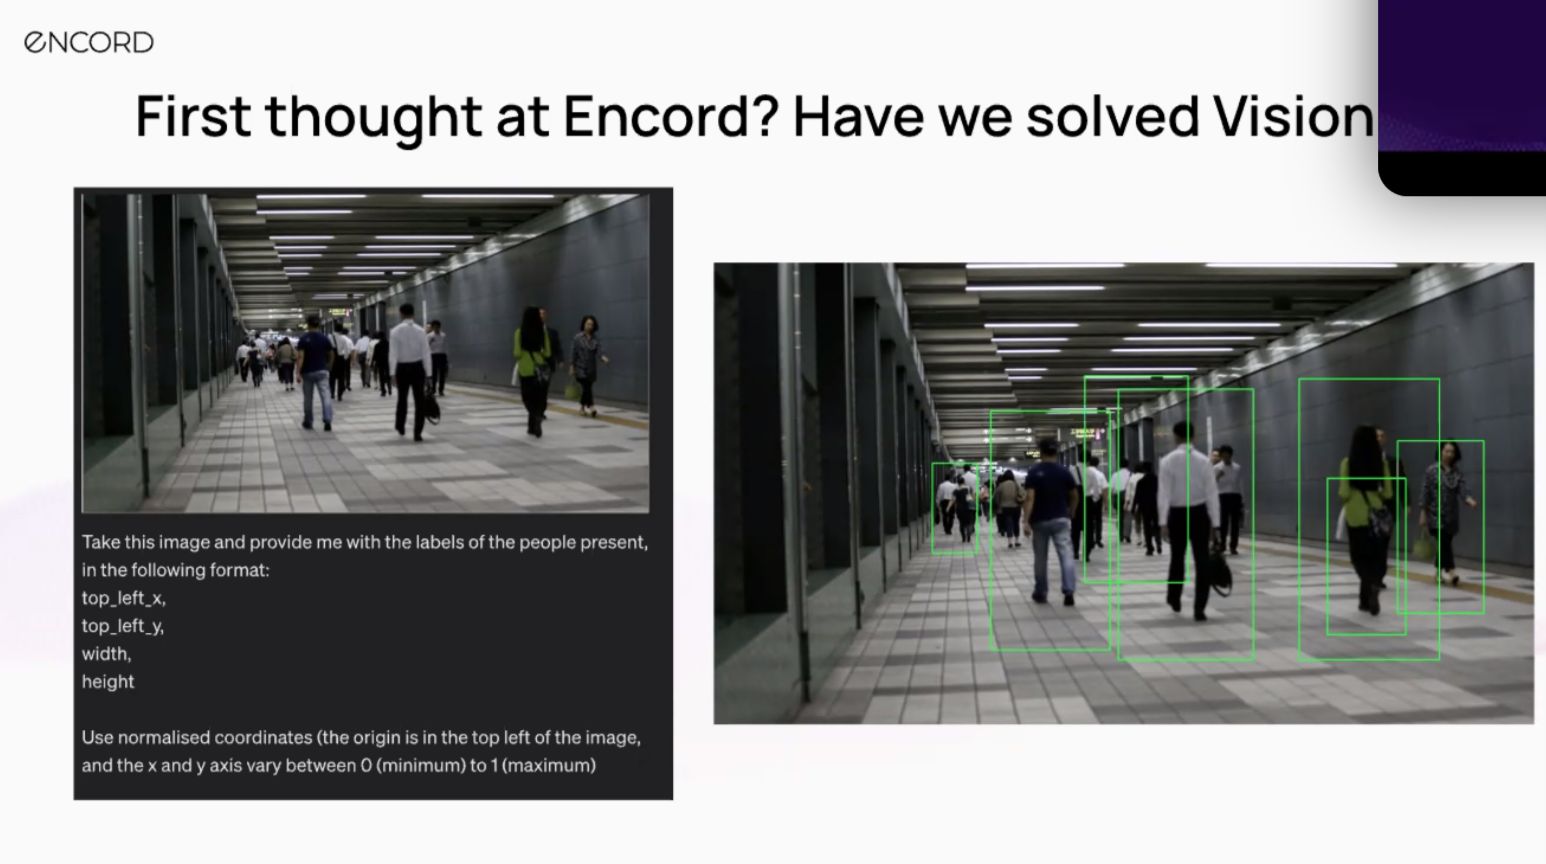 ENCORD
First thought at Encord? Have we solved Vision
Take this image and provide me with the labels of the people present,
in the following format:
top_left_x,
top_left_y,
width,
height
Use normalised coordinates (the origin is in the top left of the image,
and the x and y axis vary between 0 (minimum) to 1 (maximum)